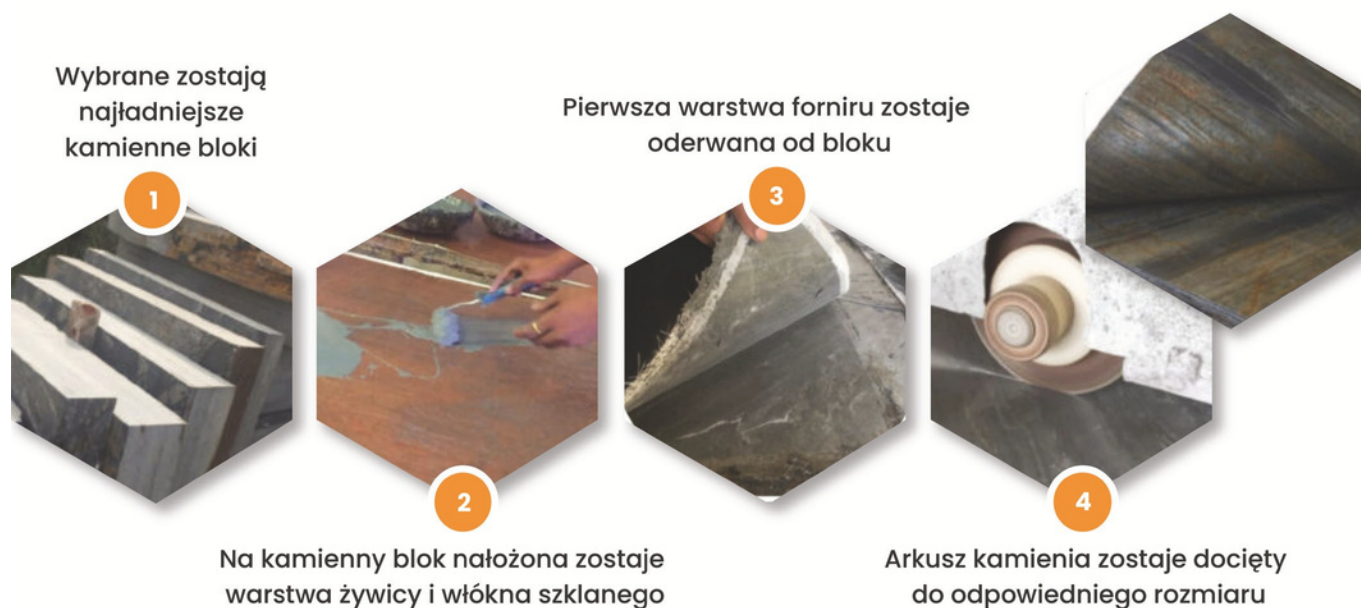 Wybrane zostają
najładniejsze
kamienne bloki
1
2
Na kamienny blok nałożona zostaje
warstwa żywicy i włókna szklanego
Pierwsza warstwa forniru zostaje
oderwana od bloku
3
4
Arkusz kamienia zostaje docięty
do odpowiedniego rozmiaru